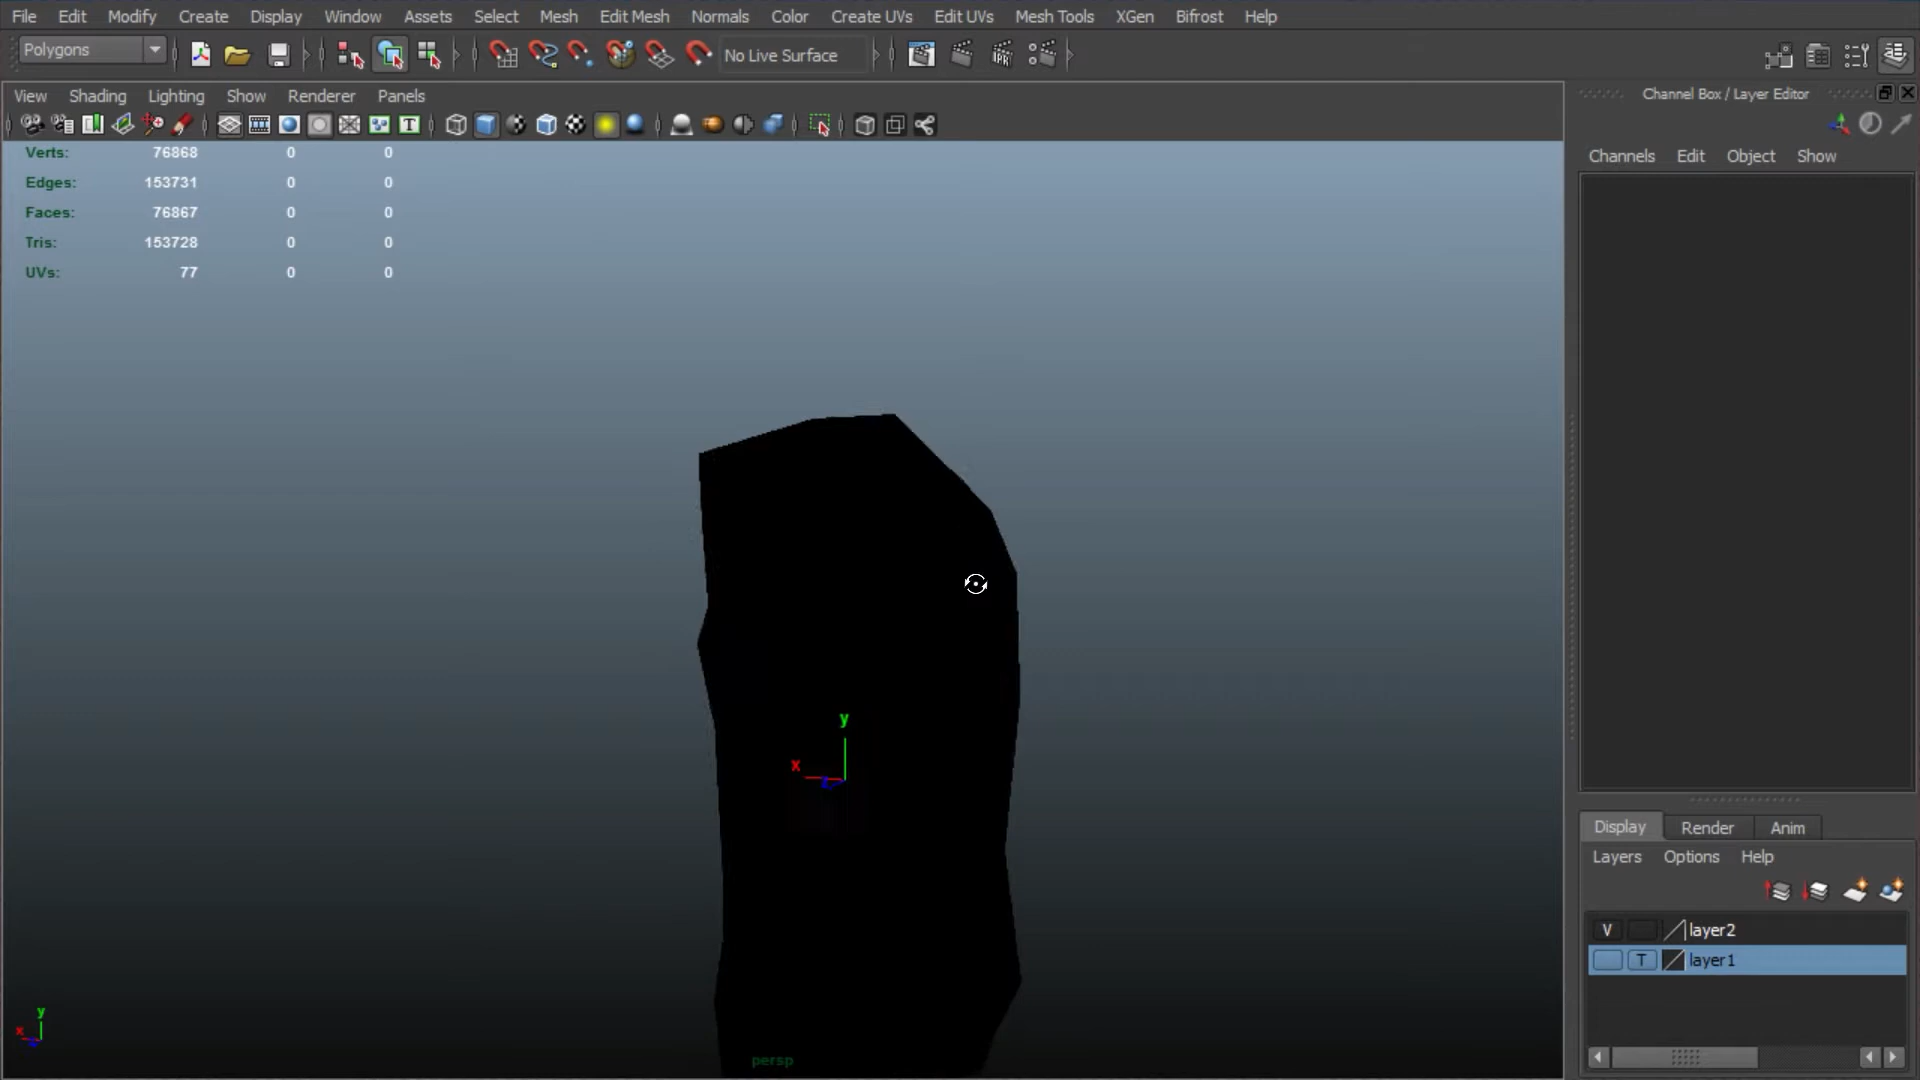 File Edit Modify Create Display Window Assets Select Mesh Edit Mesh Normals Color Create UVs Edit UVs Mesh Tools XGen Bifrost Help
Polygons No Live Surface
View Shading Lighting Show Renderer Panels
Channel Box / Layer Editor
Channels Edit Object Show
Verts: 76868 0 0
Edges: 153731 0 0
Faces: 76867 0 0
Tris: 153728 0 0
UVs: 77 0 0
y
x
z
Display Render Anim
Layers Options Help
V layer2
T layer1
y
x
z
persp